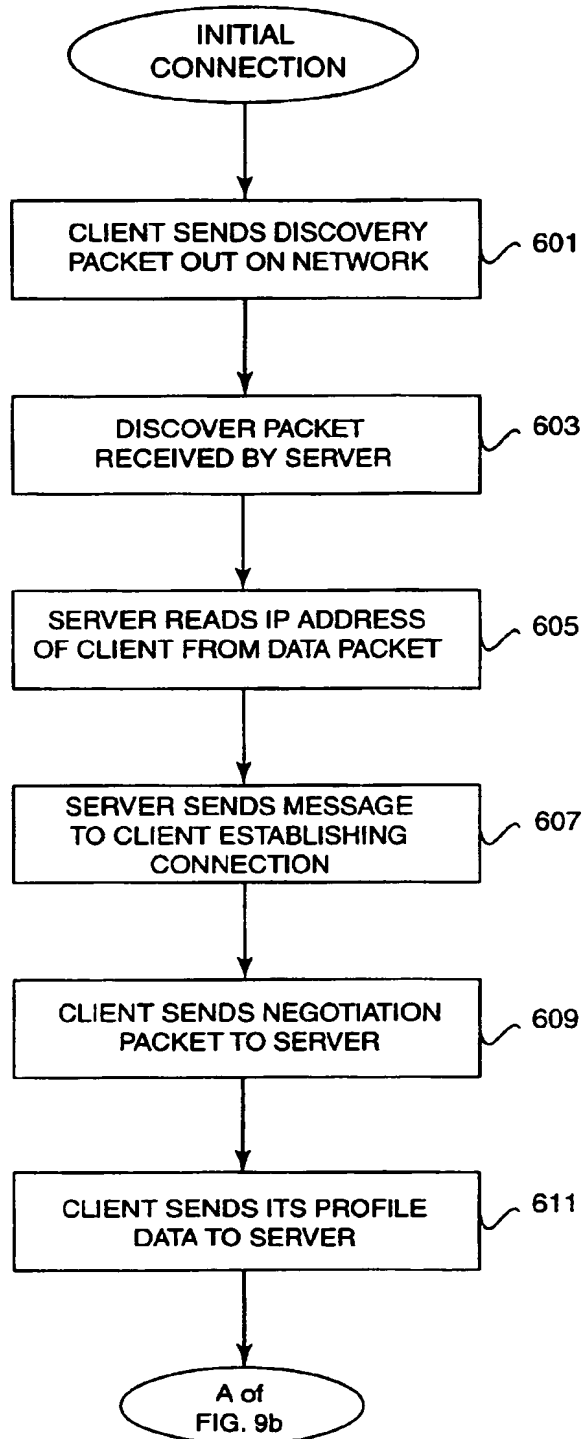 INITIAL
CONNECTION
CLIENT SENDS DISCOVERY
PACKET OUT ON NETWORK
601
DISCOVER PACKET
RECEIVED BY SERVER
603
SERVER READS IP ADDRESS
OF CLIENT FROM DATA PACKET
605
SERVER SENDS MESSAGE
TO CLIENT ESTABLISHING
CONNECTION
607
CLIENT SENDS NEGOTIATION
PACKET TO SERVER
609
CLIENT SENDS ITS PROFILE
DATA TO SERVER
611
A of
FIG. 9b